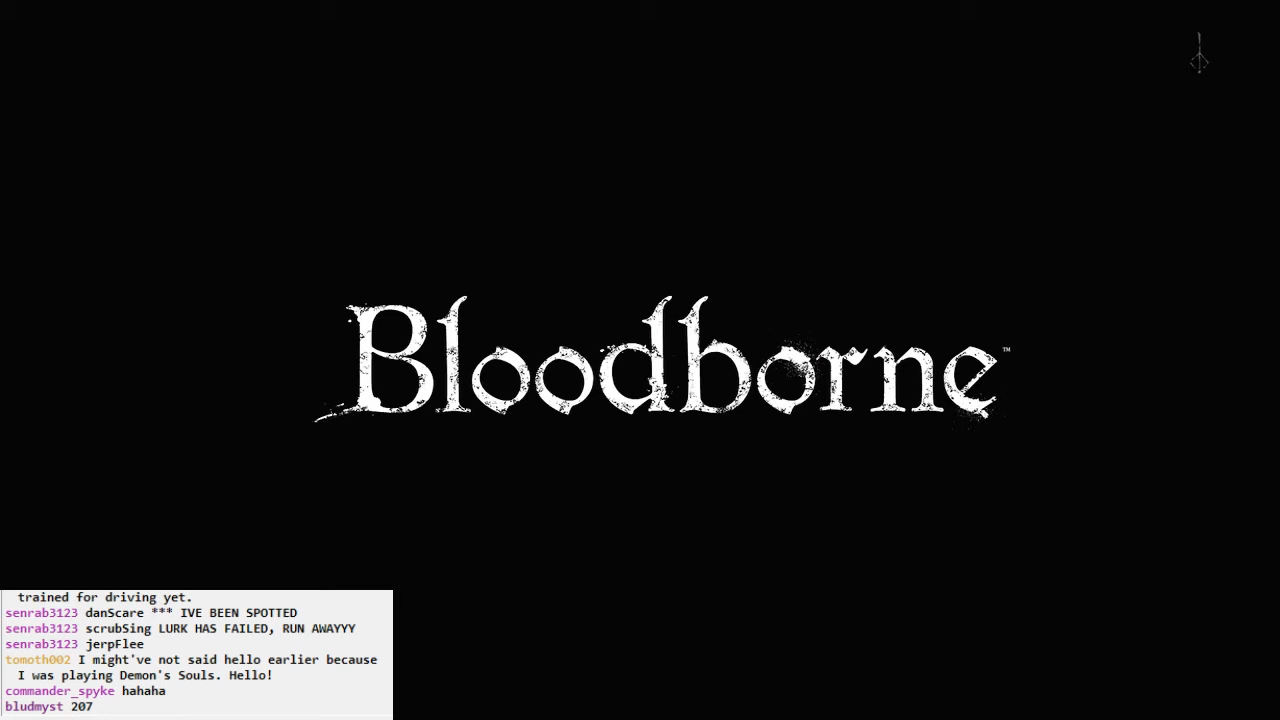 Bloodborne™
trained for driving yet.
senrab3123 danScare *** IVE BEEN SPOTTED
senrab3123 scrubSing LURK HAS FAILED, RUN AWAYYY
senrab3123 jerpFlee
tomoth002 I might've not said hello earlier because
I was playing Demon's Souls. Hello!
commander_spyke hahaha
bludmyst 207